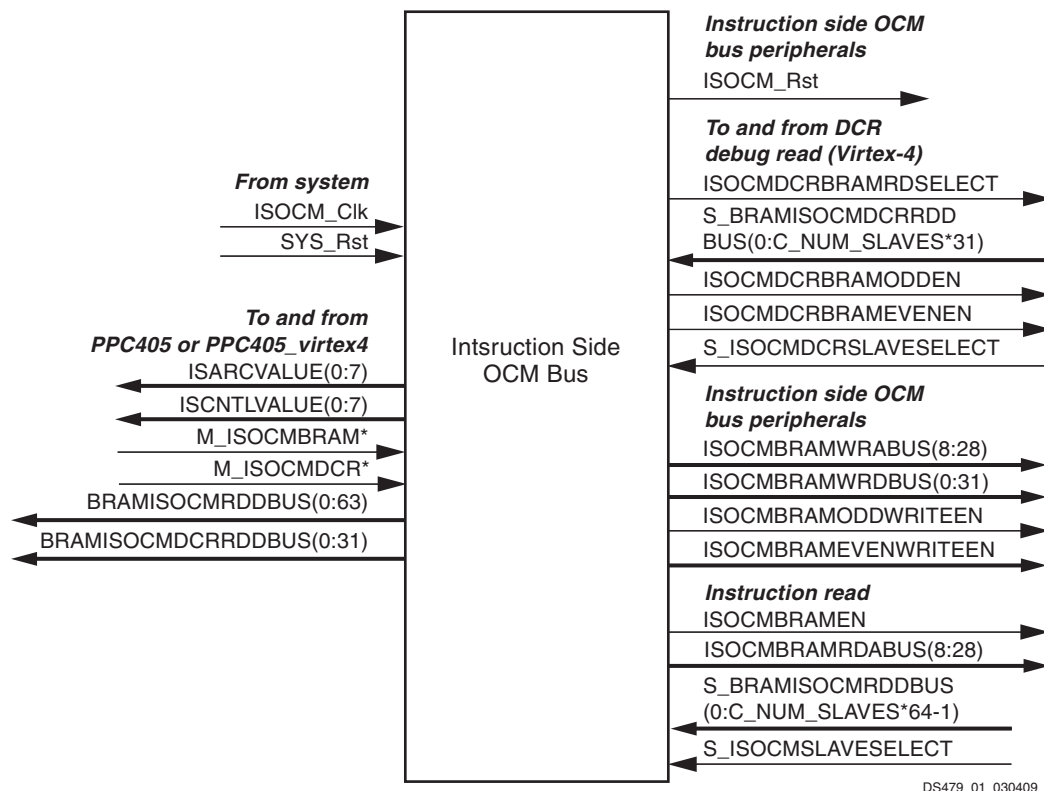 From system
ISOCM_Clk
SYS_Rst
To and from
PPC405 or PPC405_virtex4
ISARCVALUE(0:7)
ISCNTLVALUE(0:7)
M_ISOCMBRAM*
M_ISOCMDCR*
BRAMISOCMRDDBUS(0:63)
BRAMISOCMDCRRDDBUS(0:31)
Intsruction Side
OCM Bus
Instruction side OCM
bus peripherals
ISOCM_Rst
To and from DCR
debug read (Virtex-4)
ISOCMDCRBRAMRDSELECT
S_BRAMISOCMDCRRDD
BUS(0:C_NUM_SLAVES*31)
ISOCMDCRBRAMODDEN
ISOCMDCRBRAMEVENEN
S_ISOCMDCRSLAVESELECT
Instruction side OCM
bus peripherals
ISOCMBRAMWRABUS(8:28)
ISOCMBRAMWRDBUS(0:31)
ISOCMBRAMODDWRITEEN
ISOCMBRAMEVENWRITEEN
Instruction read
ISOCMBRAMEN
ISOCMBRAMRDABUS(8:28)
S_BRAMISOCMRDDBUS
(0:C_NUM_SLAVES*64-1)
S_ISOCMSLAVESELECT
DS479_01_030409